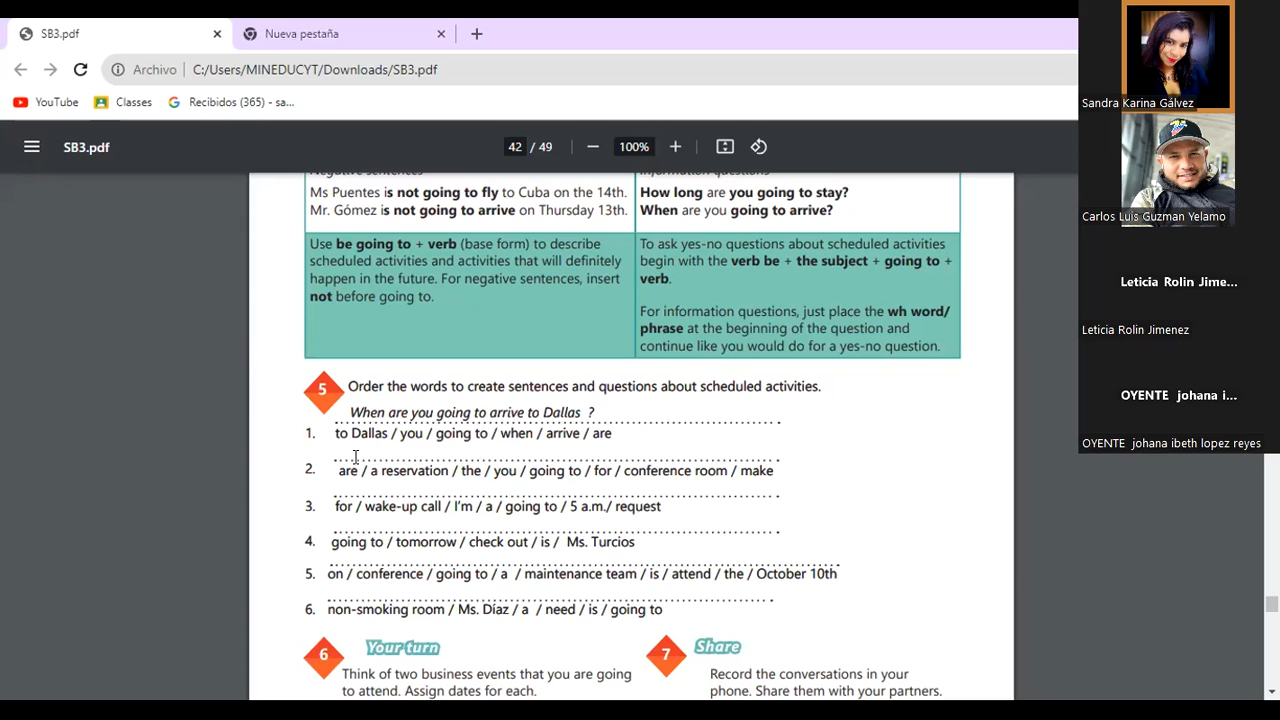 SB3.pdf
Nueva pestaña
Archivo C:/Users/MINEDUCYT/Downloads/SB3.pdf
YouTube Classes Recibidos (365) - sa...
SB3.pdf 42 / 49 100%
Negative sentences
Ms Puentes is not going to fly to Cuba on the 14th.
Mr. Gómez is not going to arrive on Thursday 13th.
Information questions
How long are you going to stay?
When are you going to arrive?
Use be going to + verb (base form) to describe
scheduled activities and activities that will definitely
happen in the future. For negative sentences, insert
not before going to.
To ask yes-no questions about scheduled activities
begin with the verb be + the subject + going to +
verb.
For information questions, just place the wh word/
phrase at the beginning of the question and
continue like you would do for a yes-no question.
5 Order the words to create sentences and questions about scheduled activities.
When are you going to arrive to Dallas ?
1. to Dallas / you / going to / when / arrive / are
2. are / a reservation / the / you / going to / for / conference room / make
3. for / wake-up call / I'm / a / going to / 5 a.m./ request
4. going to / tomorrow / check out / is / Ms. Turcios
5. on / conference / going to / a / maintenance team / is / attend / the / October 10th
6. non-smoking room / Ms. Díaz / a / need / is / going to
6 Your turn
Think of two business events that you are going
to attend. Assign dates for each.
7 Share
Record the conversations in your
phone. Share them with your partners.
Sandra Karina Gálvez
Carlos Luis Guzman Yelamo
Leticia Rolin Jime...
Leticia Rolin Jimenez
OYENTE johana i...
OYENTE johana ibeth lopez reyes